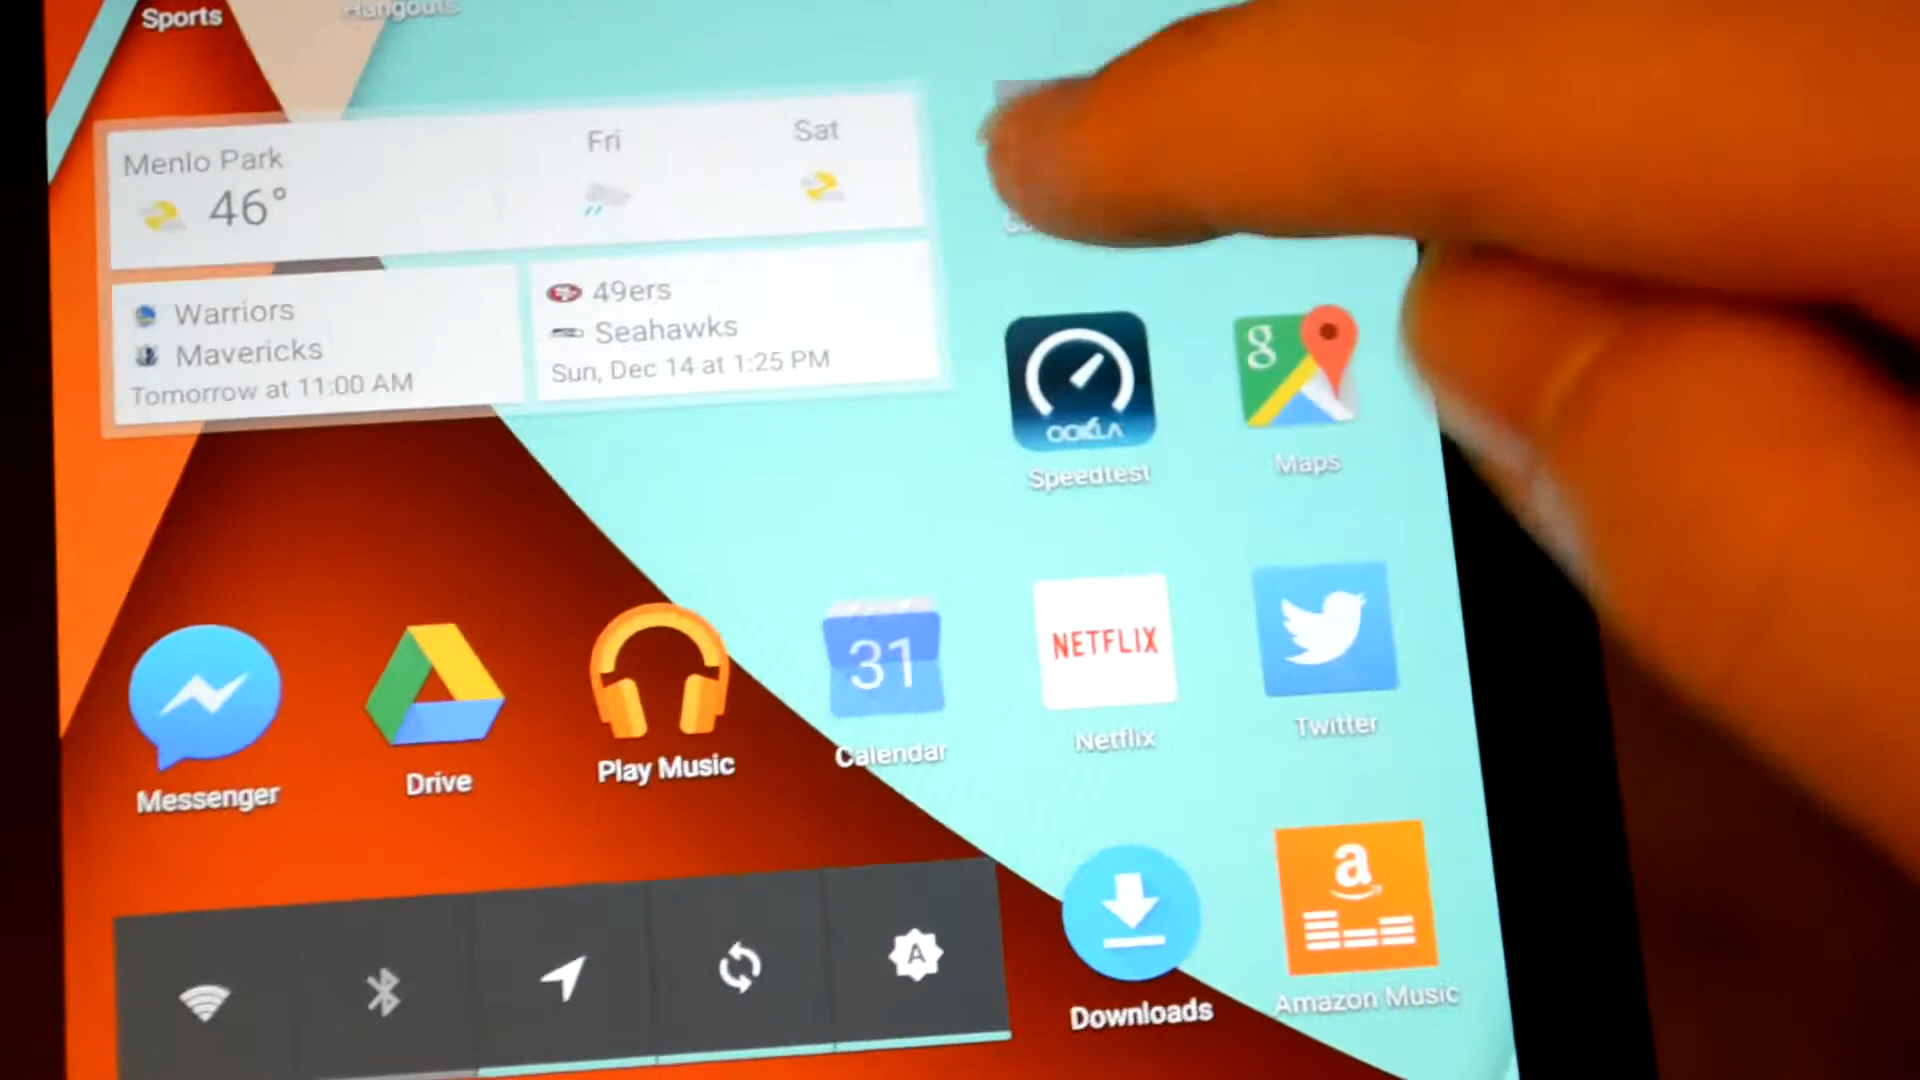 Sports
Hangouts
Menlo Park
46°
Fri
Sat
Warriors
Mavericks
Tomorrow at 11:00 AM
49ers
Seahawks
Sun, Dec 14 at 1:25 PM
OOKLA
Speedtest
g
Maps
Messenger
Drive
Play Music
31
Calendar
NETFLIX
Netflix
Twitter
Downloads
a
Amazon Music
A